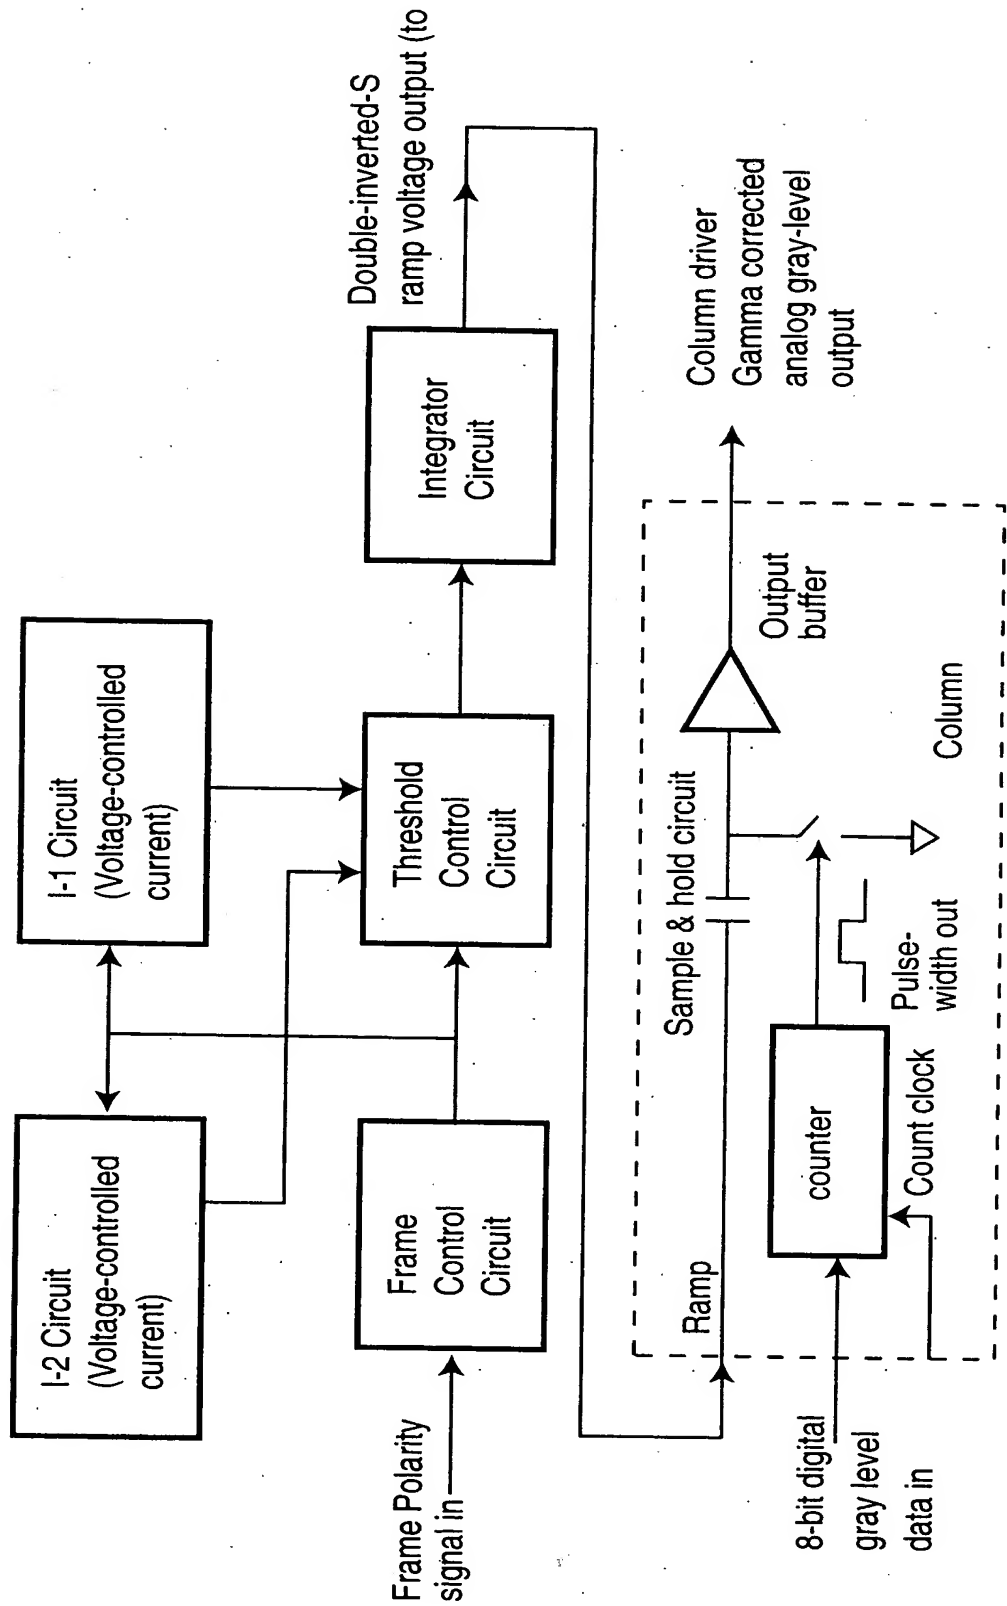 I-2 Circuit
(Voltage-controlled
current)
I-1 Circuit
(Voltage-controlled
current)
Frame Polarity
signal in
Frame
Control
Circuit
Threshold
Control
Circuit
Integrator
Circuit
Double-inverted-S
ramp voltage output (to
Ramp
Sample & hold circuit
Output
buffer
Column driver
Gamma corrected
analog gray-level
output
8-bit digital
gray level
data in
counter
Count clock
Pulse-
width out
Column